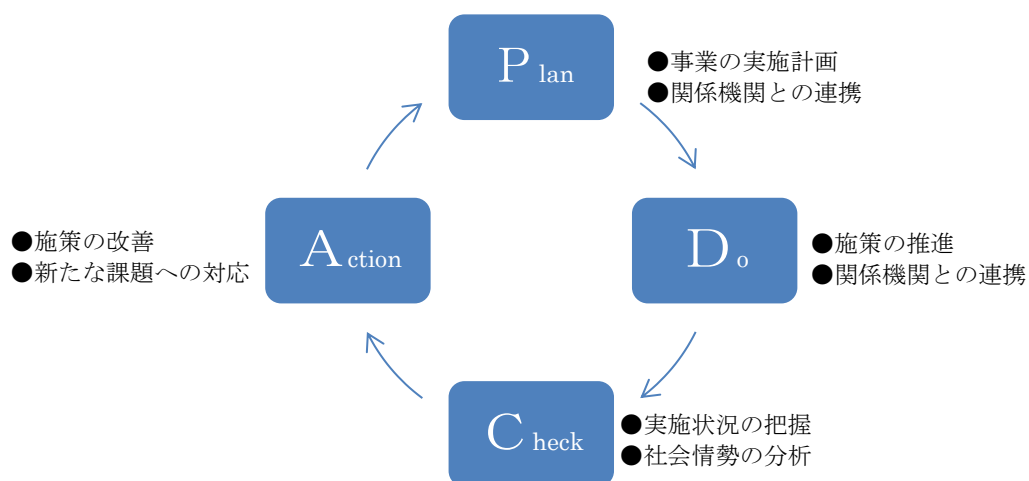 Plan
●事業の実施計画
●関係機関との連携
Do
●施策の推進
●関係機関との連携
Check
●実施状況の把握
●社会情勢の分析
Action
●施策の改善
●新たな課題への対応